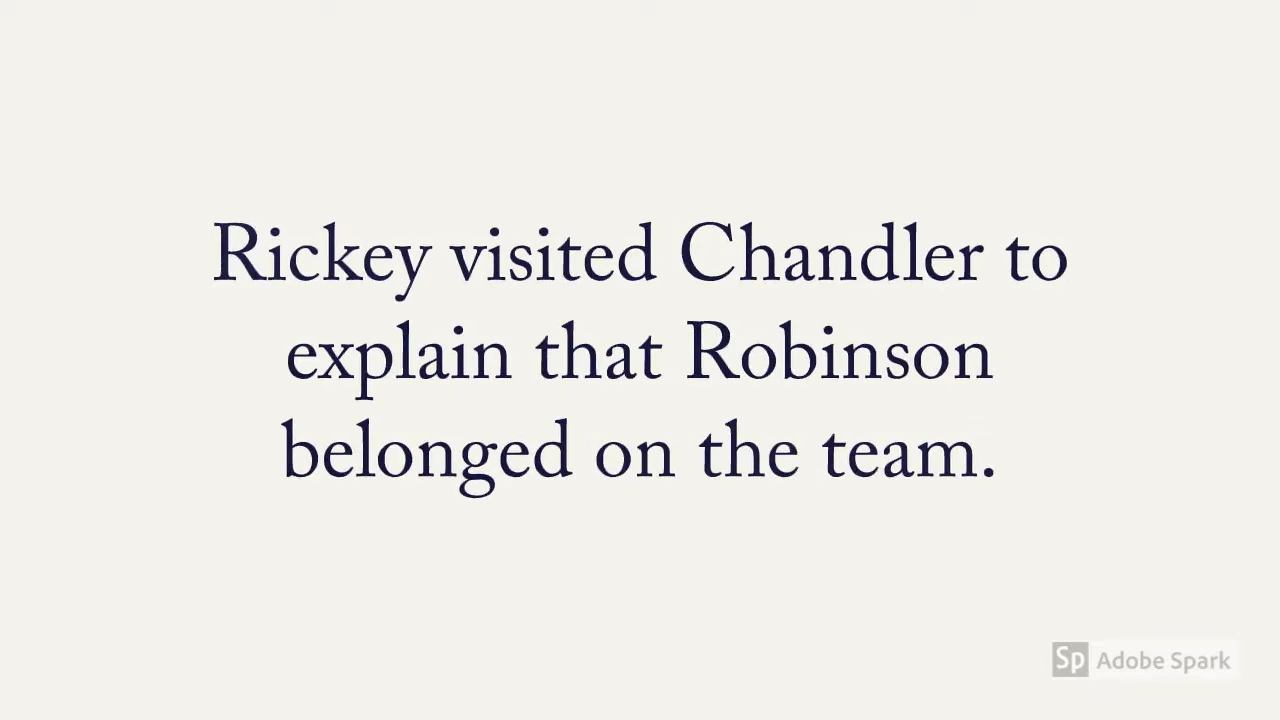 Rickey visited Chandler to
explain that Robinson
belonged on the team.
Sp Adobe Spark